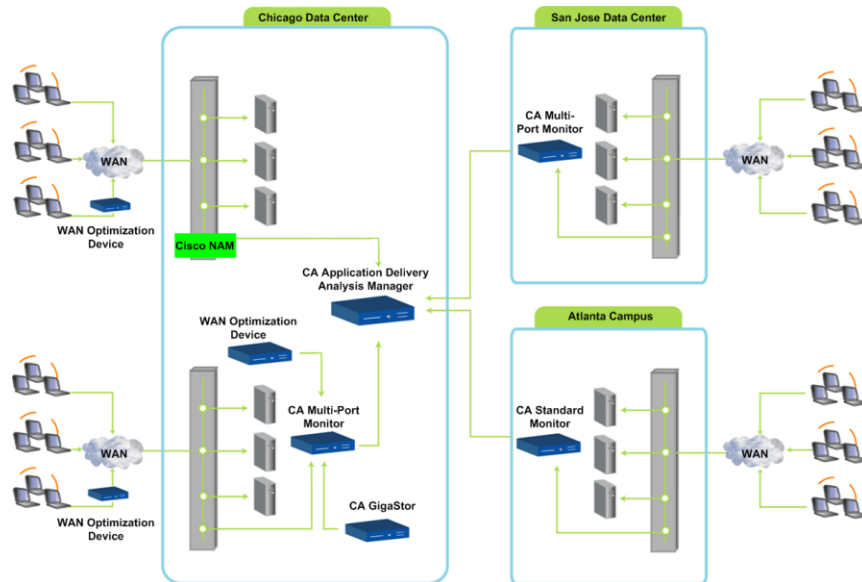 Chicago Data Center
San Jose Data Center
CA Multi-
Port Monitor
WAN
WAN
WAN Optimization
Device
Cisco NAM
CA Application Delivery
Analysis Manager
WAN Optimization
Device
Atlanta Campus
CA Multi-Port
Monitor
CA Standard
Monitor
WAN
WAN
CA GigaStor
WAN Optimization
Device